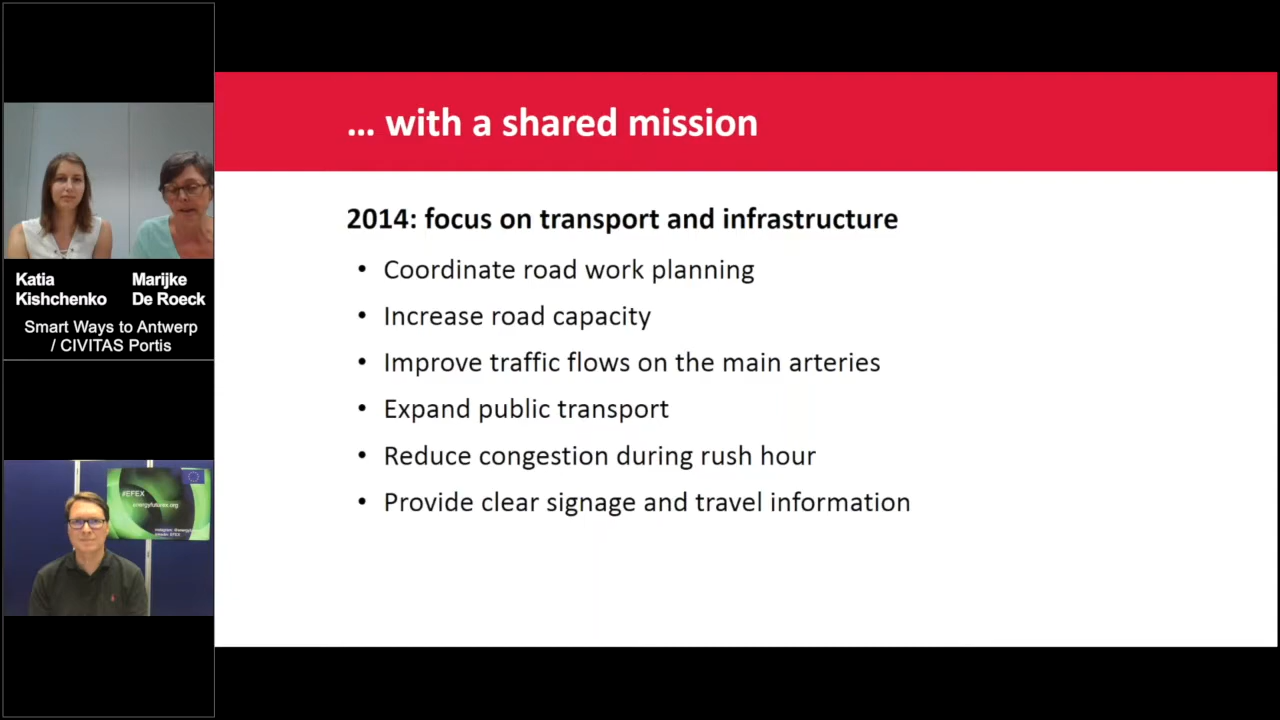 … with a shared mission
2014: focus on transport and infrastructure
• Coordinate road work planning
• Increase road capacity
• Improve traffic flows on the main arteries
• Expand public transport
• Reduce congestion during rush hour
• Provide clear signage and travel information
Katia
Kishchenko
Marijke
De Roeck
Smart Ways to Antwerp
/ CIVITAS Portis
#EFEX